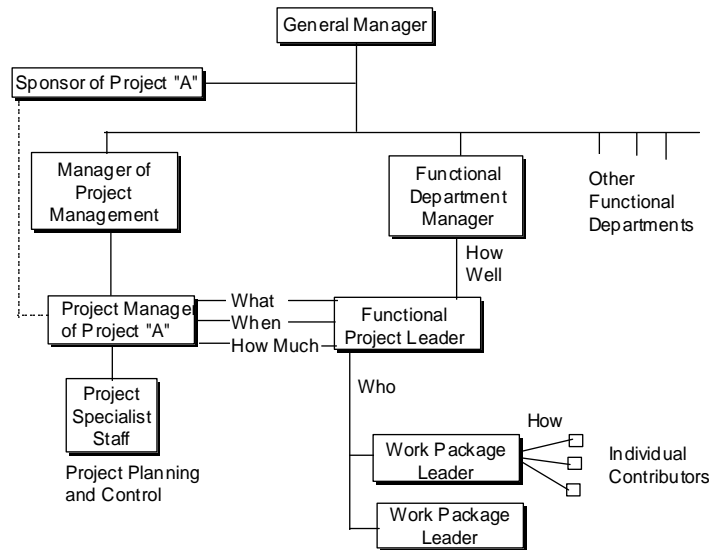 General Manager
Sponsor of Project "A"
Manager of
Project
Management
Functional
Department
Manager
Other
Functional
Departments
How
Well
Project Manager
of Project "A"
What
When
How Much
Functional
Project Leader
Project
Specialist
Staff
Who
Project Planning
and Control
How
Work Package
Leader
Individual
Contributors
Work Package
Leader